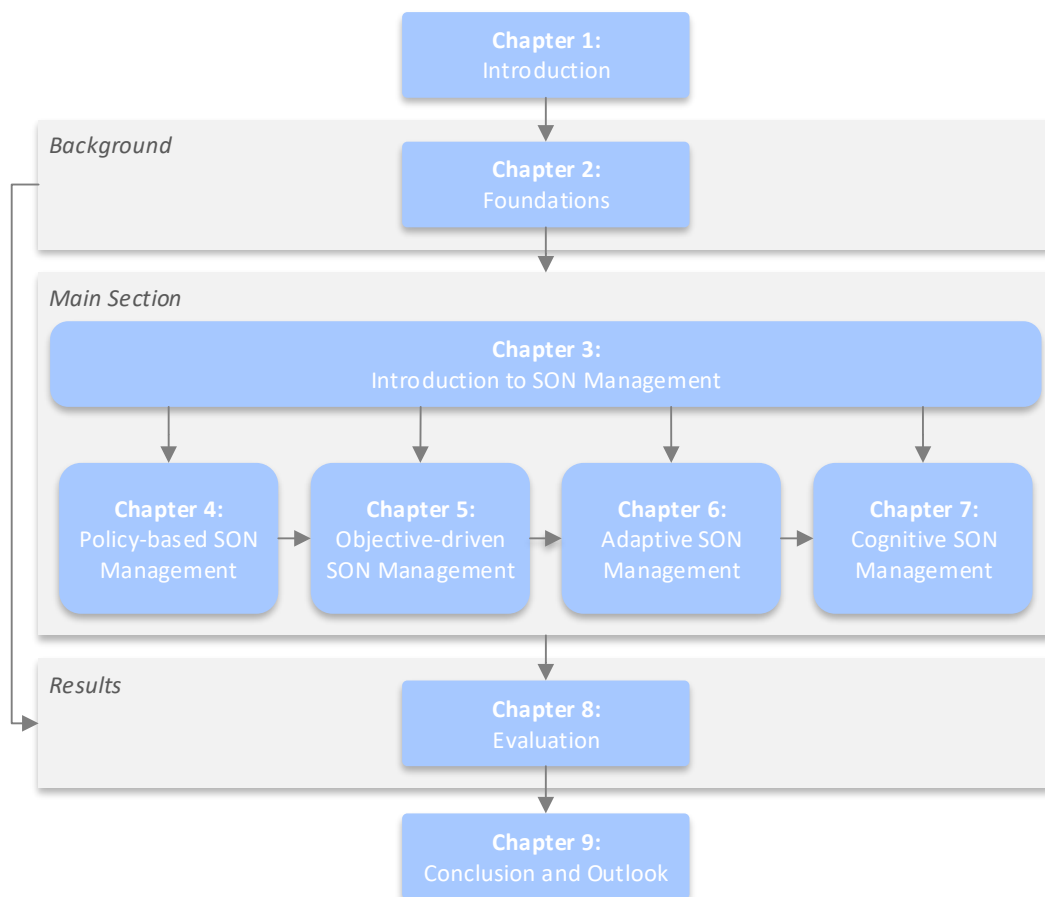 Chapter 1:
Introduction
Background
Chapter 2:
Foundations
Main Section
Chapter 3:
Introduction to SON Management
Chapter 4:
Policy-based SON
Management
Chapter 5:
Objective-driven
SON Management
Chapter 6:
Adaptive SON
Management
Chapter 7:
Cognitive SON
Management
Results
Chapter 8:
Evaluation
Chapter 9:
Conclusion and Outlook